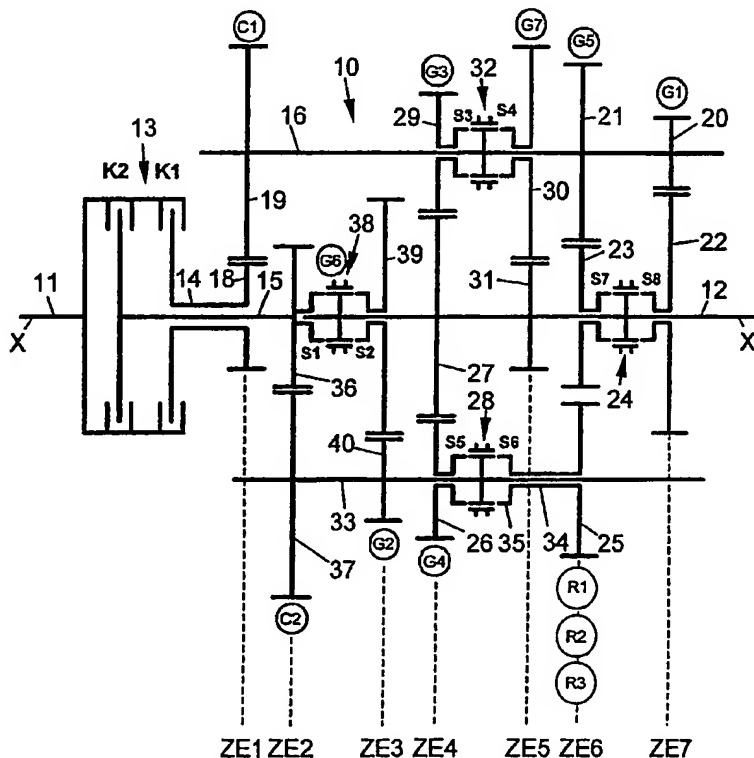 C1
G7
G5
10
G3
32
G1
21
29
S3
S4
20
13
16
K2
K1
19
30
22
38
39
23
14
18
15
G6
31
S7
S8
12
11
X
X
S1
S2
27
24
36
28
40
S5
S6
33
26
35
34
25
37
G2
G4
R1
C2
R2
R3
ZE1
ZE2
ZE3
ZE4
ZE5
ZE6
ZE7